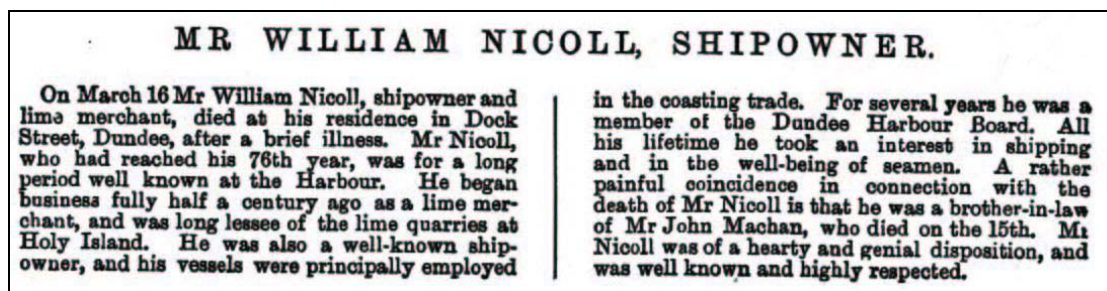 MR WILLIAM NICOLL, SHIPOWNER.
On March 16 Mr William Nicoll, shipowner and
lime merchant, died at his residence in Dock
Street, Dundee, after a brief illness. Mr Nicoll,
who had reached his 76th year, was for a long
period well known at the Harbour. He began
business fully half a century ago as a lime mer-
chant, and was long lessee of the lime quarries at
Holy Island. He was also a well-known ship-
owner, and his vessels were principally employed
in the coasting trade. For several years he was a
member of the Dundee Harbour Board. All
his lifetime he took an interest in shipping
and in the well-being of seamen. A rather
painful coincidence in connection with the
death of Mr Nicoll is that he was a brother-in-law
of Mr John Machan, who died on the 15th. Mr
Nicoll was of a hearty and genial disposition, and
was well known and highly respected.